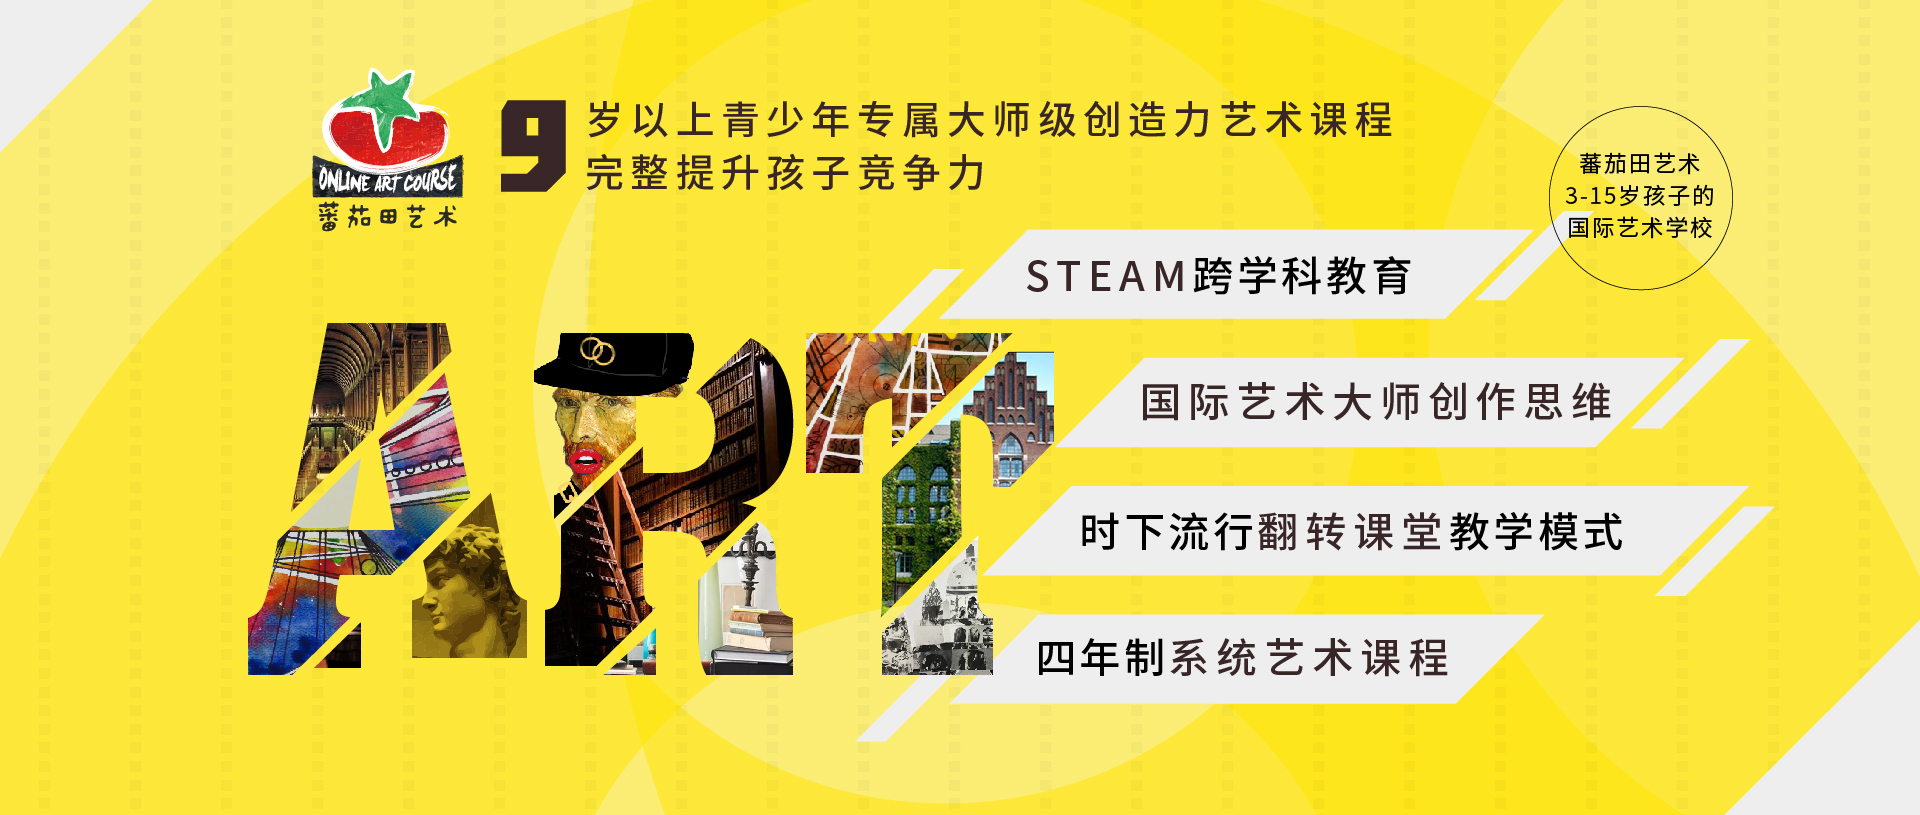 ONLINE ART COURSE
蕃茄田艺术
9岁以上青少年专属大师级创造力艺术课程
完整提升孩子竞争力
蕃茄田艺术
3-15岁孩子的
国际艺术学校
STEAM跨学科教育
国际艺术大师创作思维
时下流行翻转课堂教学模式
四年制系统艺术课程
ART